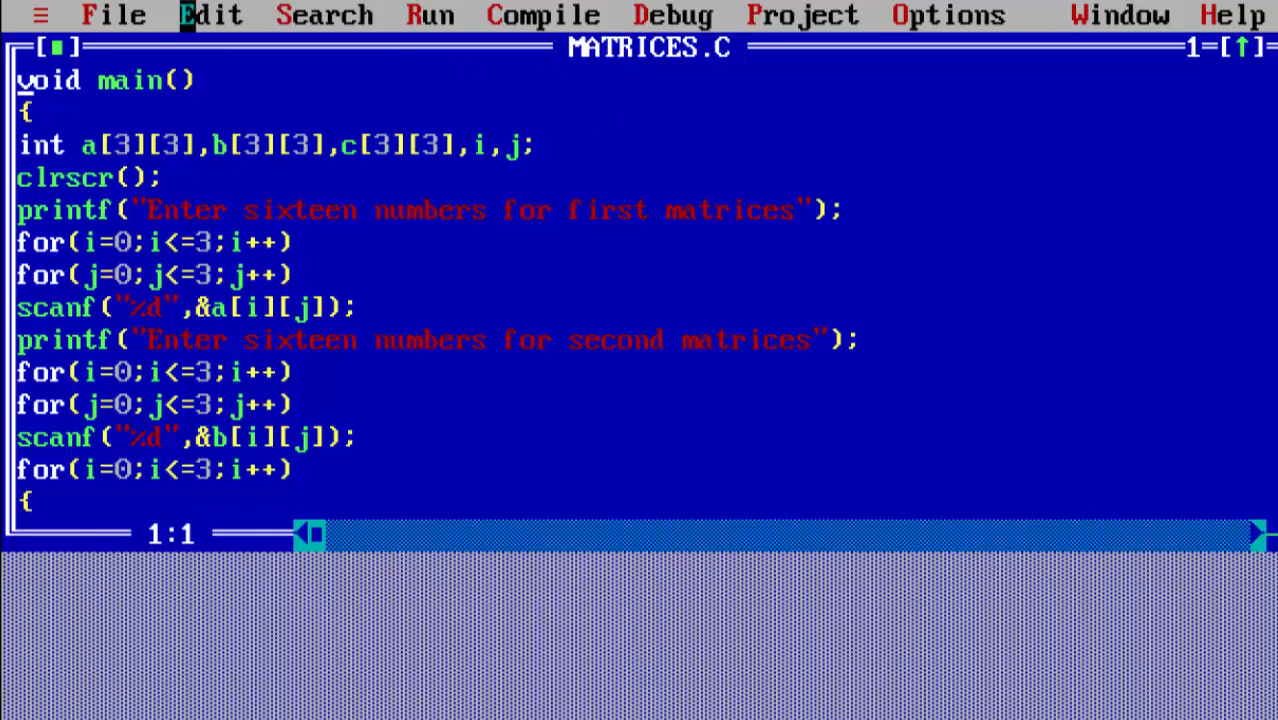 ≡ File Edit Search Run Compile Debug Project Options Window Help
[■] MATRICES.C 1=[↑]
void main()
{
int a[3][3],b[3][3],c[3][3],i,j;
clrscr();
printf("Enter sixteen numbers for first matrices");
for(i=0;i<=3;i++)
for(j=0;j<=3;j++)
scanf("%d",&a[i][j]);
printf("Enter sixteen numbers for second matrices");
for(i=0;i<=3;i++)
for(j=0;j<=3;j++)
scanf("%d",&b[i][j]);
for(i=0;i<=3;i++)
{
1:1